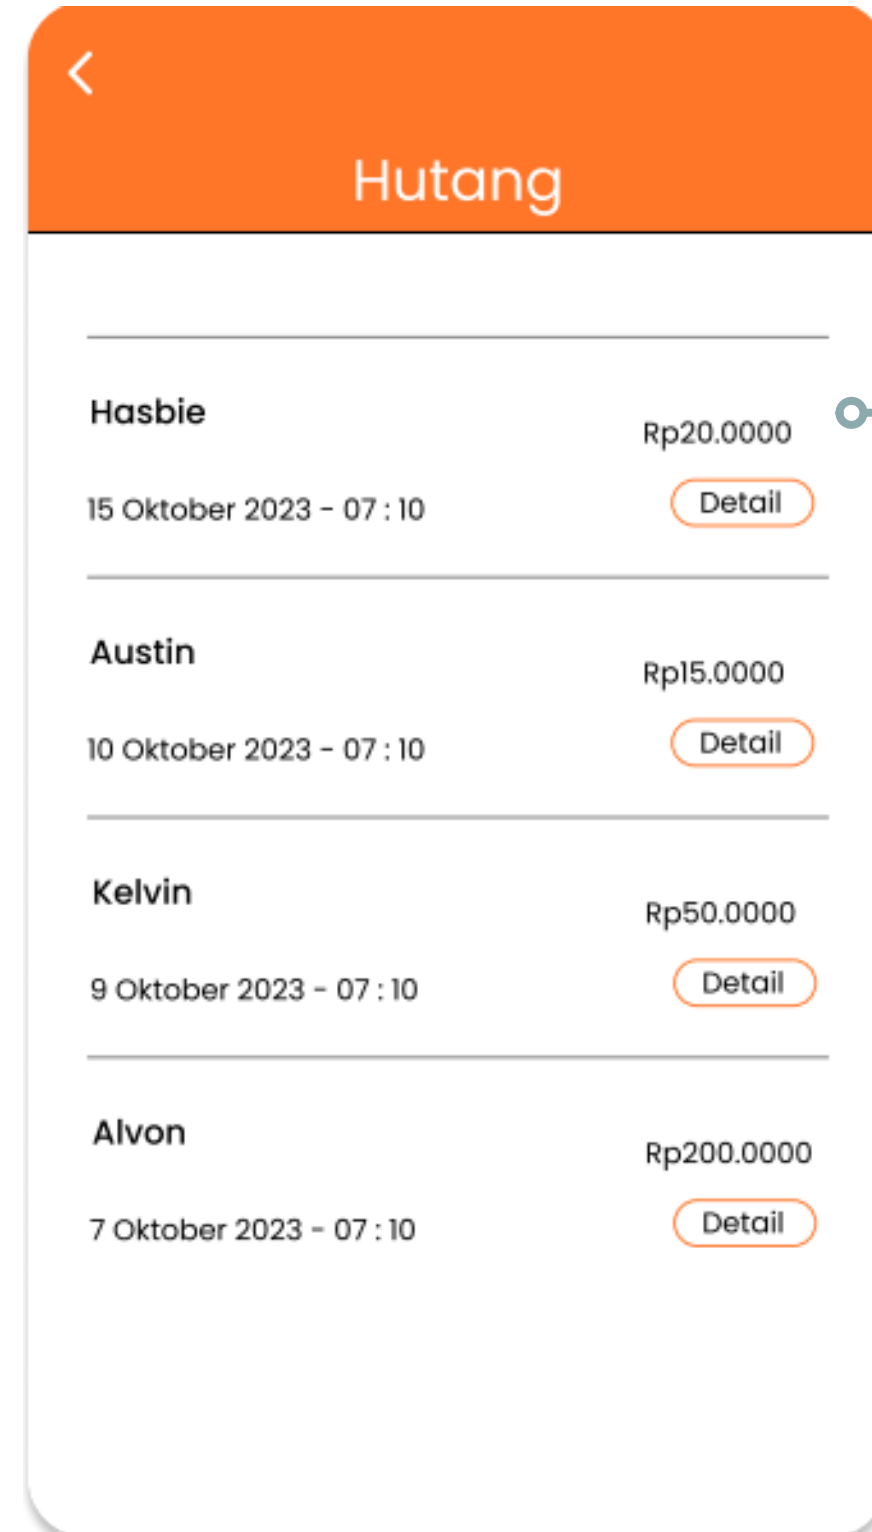 Hutang
Hasbie
Rp20.0000
15 Oktober 2023 - 07 : 10
Detail
Austin
Rp15.0000
10 Oktober 2023 - 07 : 10
Detail
Kelvin
Rp50.0000
9 Oktober 2023 - 07 : 10
Detail
Alvon
Rp200.0000
7 Oktober 2023 - 07 : 10
Detail